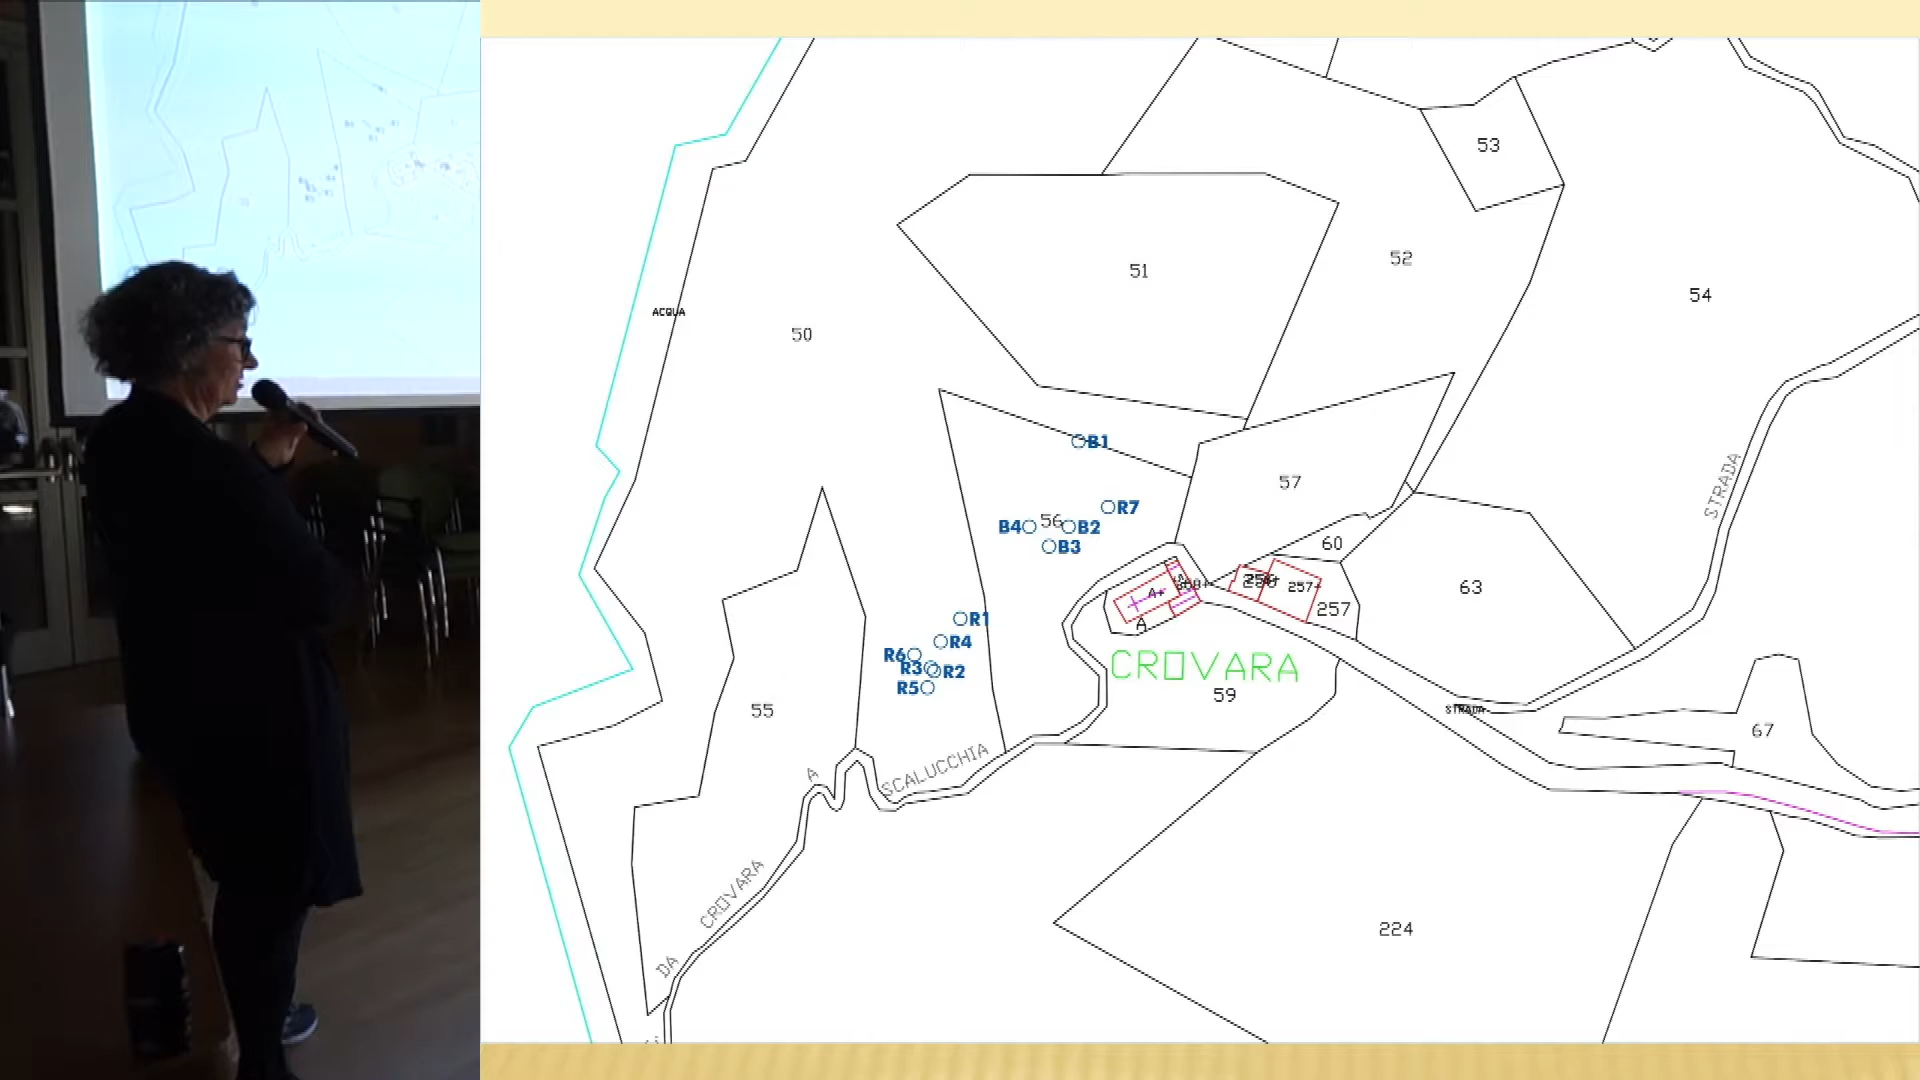 53
52
51
54
ACQUA
50
B1
STRADA
57
R7
56
B4
B2
B3
60
A+
257+
63
257
R1
A
R4
R6
R3
R2
R5
CROVARA
59
55
STRADA
67
DA CROVARA A SCALUCCHIA
224